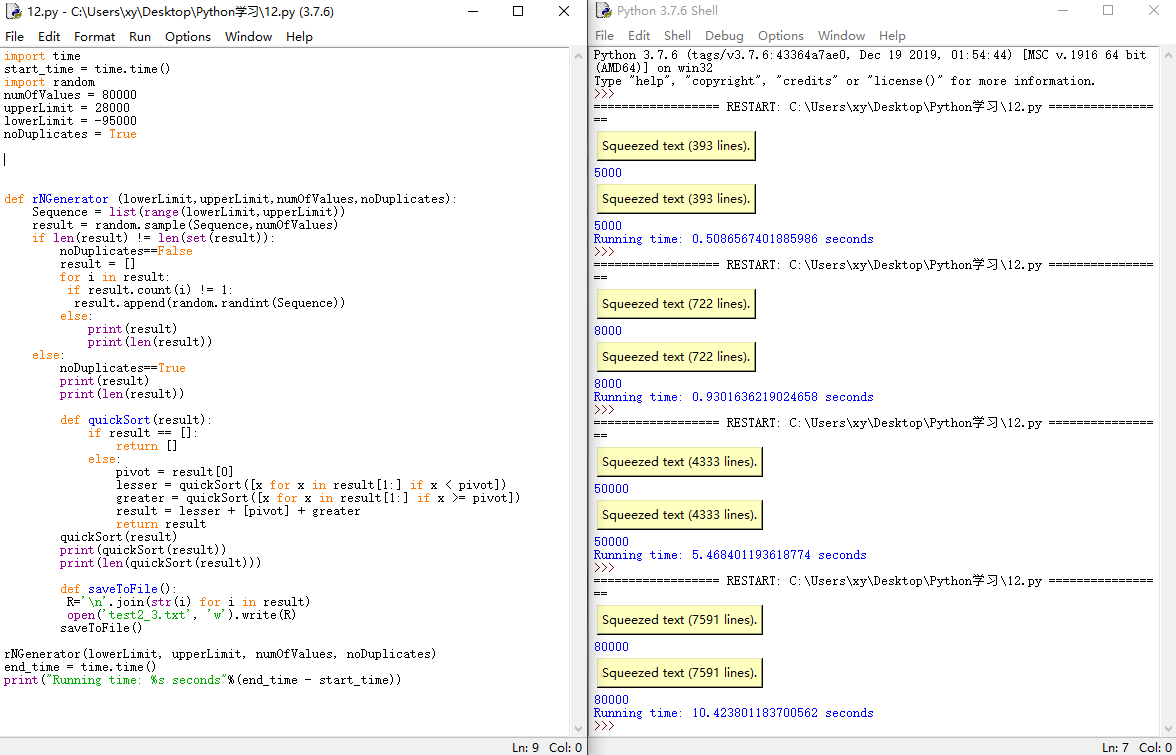 12.py - C:\Users\xy\Desktop\Python学习\12.py (3.7.6)
File Edit Format Run Options Window Help
import time
start_time = time.time()
import random
numOfValues = 80000
upperLimit = 28000
lowerLimit = -95000
noDuplicates = True
def rNGenerator (lowerLimit,upperLimit,numOfValues,noDuplicates):
    Sequence = list(range(lowerLimit,upperLimit))
    result = random.sample(Sequence,numOfValues)
    if len(result) != len(set(result)):
        noDuplicates==False
        result = []
        for i in result:
         if result.count(i) != 1:
          result.append(random.randint(Sequence))
        else:
            print(result)
            print(len(result))
    else:
        noDuplicates==True
        print(result)
        print(len(result))
        def quickSort(result):
            if result == []:
                return []
            else:
                pivot = result[0]
                lesser = quickSort([x for x in result[1:] if x < pivot])
                greater = quickSort([x for x in result[1:] if x >= pivot])
                result = lesser + [pivot] + greater
                return result
        quickSort(result)
        print(quickSort(result))
        print(len(quickSort(result)))
        def saveToFile():
         R='\n'.join(str(i) for i in result)
         open('test2_3.txt', 'w').write(R)
        saveToFile()
rNGenerator(lowerLimit, upperLimit, numOfValues, noDuplicates)
end_time = time.time()
print("Running time: %s seconds"%(end_time - start_time))
Ln: 9 Col: 0
Python 3.7.6 Shell
File Edit Shell Debug Options Window Help
Python 3.7.6 (tags/v3.7.6:43364a7ae0, Dec 19 2019, 01:54:44) [MSC v.1916 64 bit
(AMD64)] on win32
Type "help", "copyright", "credits" or "license()" for more information.
>>>
================== RESTART: C:\Users\xy\Desktop\Python学习\12.py ===============
==
Squeezed text (393 lines).
5000
Squeezed text (393 lines).
5000
Running time: 0.5086567401885986 seconds
>>>
================== RESTART: C:\Users\xy\Desktop\Python学习\12.py ===============
==
Squeezed text (722 lines).
8000
Squeezed text (722 lines).
8000
Running time: 0.9301636219024658 seconds
>>>
================== RESTART: C:\Users\xy\Desktop\Python学习\12.py ===============
==
Squeezed text (4333 lines).
50000
Squeezed text (4333 lines).
50000
Running time: 5.468401193618774 seconds
>>>
================== RESTART: C:\Users\xy\Desktop\Python学习\12.py ===============
==
Squeezed text (7591 lines).
80000
Squeezed text (7591 lines).
80000
Running time: 10.423801183700562 seconds
>>>
Ln: 7 Col: 0